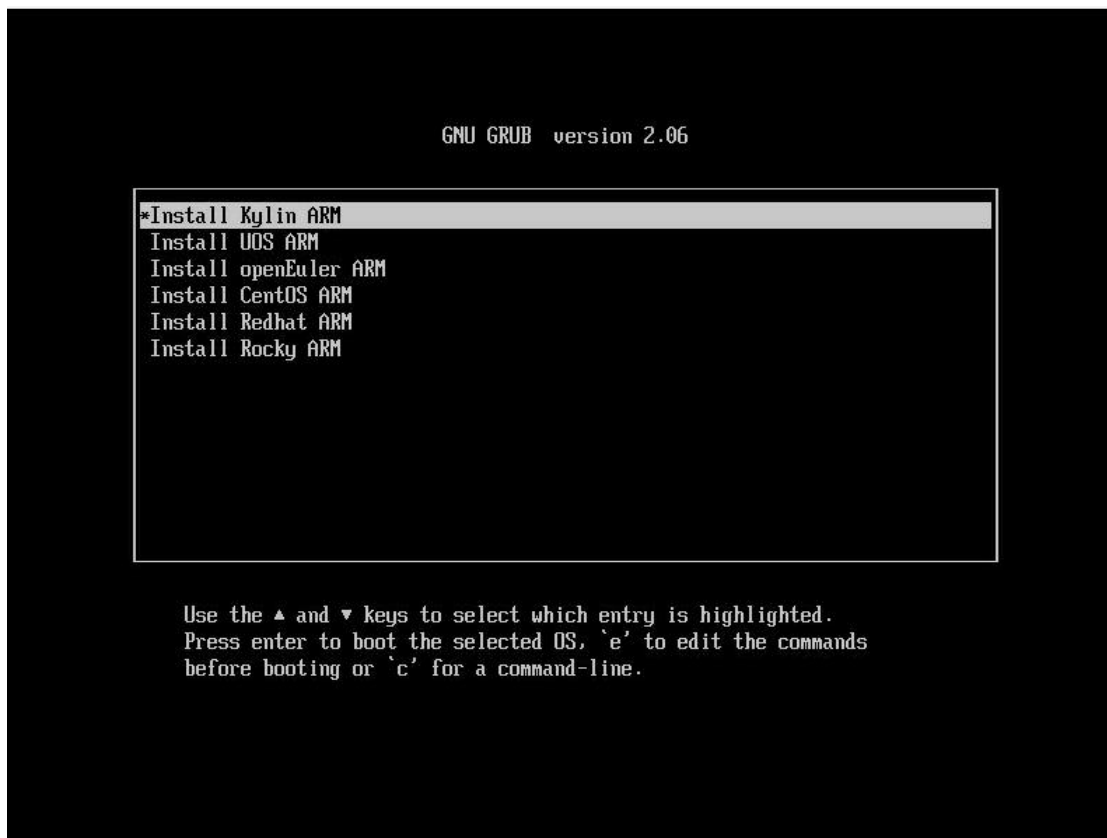 GNU GRUB  version 2.06
*Install Kylin ARM
Install UOS ARM
Install openEuler ARM
Install CentOS ARM
Install Redhat ARM
Install Rocky ARM
Use the ▲ and ▼ keys to select which entry is highlighted.
Press enter to boot the selected OS, `e' to edit the commands
before booting or `c' for a command-line.